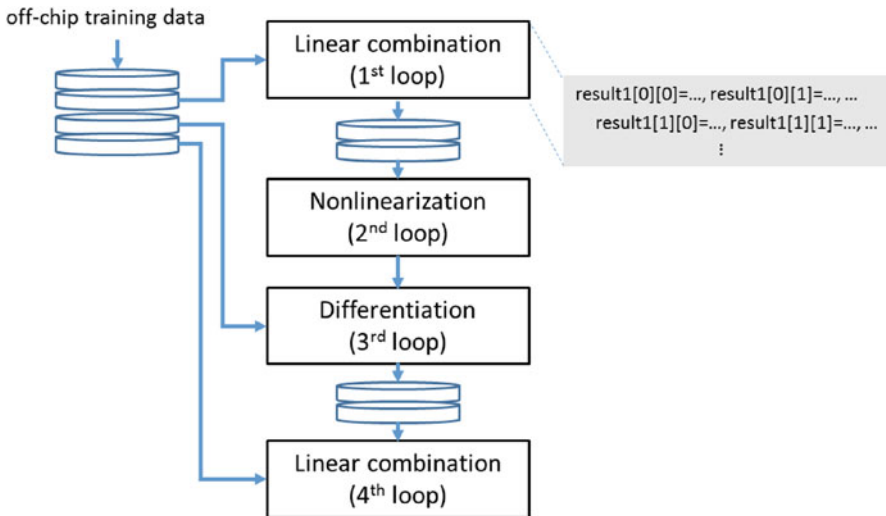 off-chip training data
Linear combination
(1st loop)
result1[0][0]=..., result1[0][1]=..., ...
result1[1][0]=..., result1[1][1]=..., ...
⋮
Nonlinearization
(2nd loop)
Differentiation
(3rd loop)
Linear combination
(4th loop)